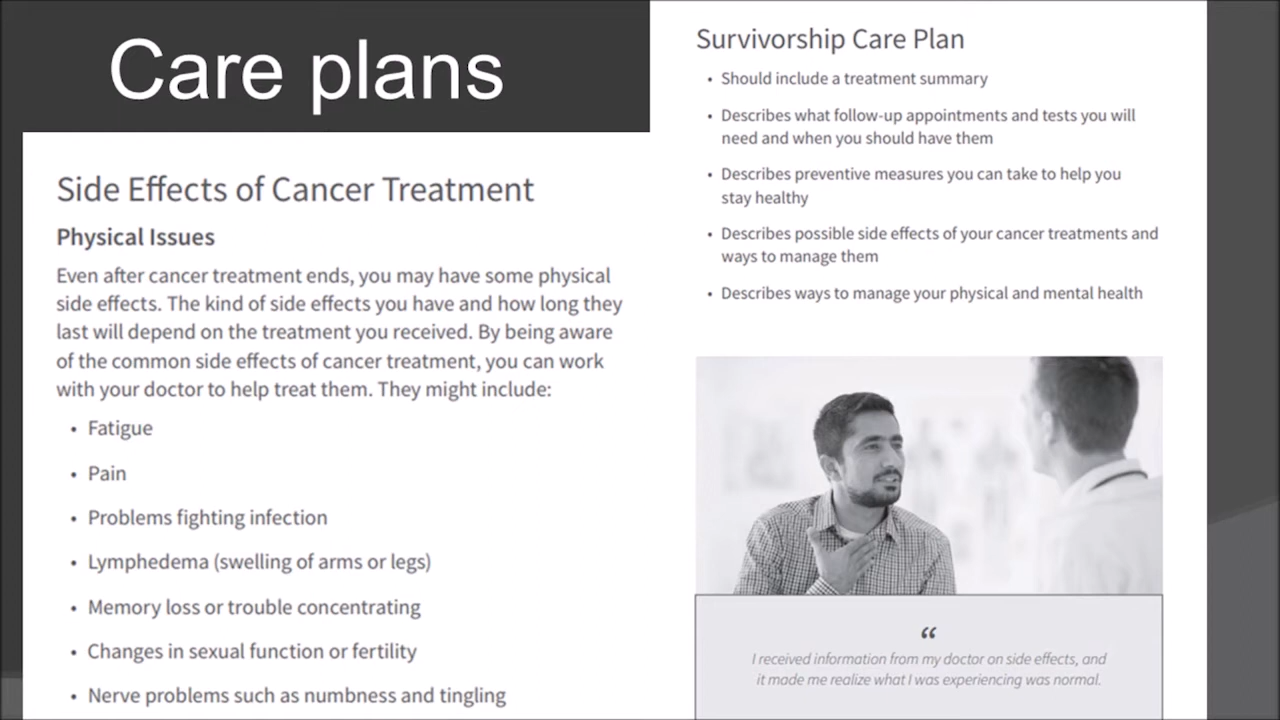 Care plans
Side Effects of Cancer Treatment
Physical Issues
Even after cancer treatment ends, you may have some physical
side effects. The kind of side effects you have and how long they
last will depend on the treatment you received. By being aware
of the common side effects of cancer treatment, you can work
with your doctor to help treat them. They might include:
• Fatigue
• Pain
• Problems fighting infection
• Lymphedema (swelling of arms or legs)
• Memory loss or trouble concentrating
• Changes in sexual function or fertility
• Nerve problems such as numbness and tingling
Survivorship Care Plan
• Should include a treatment summary
• Describes what follow-up appointments and tests you will
need and when you should have them
• Describes preventive measures you can take to help you
stay healthy
• Describes possible side effects of your cancer treatments and
ways to manage them
• Describes ways to manage your physical and mental health
“
I received information from my doctor on side effects, and
it made me realize what I was experiencing was normal.